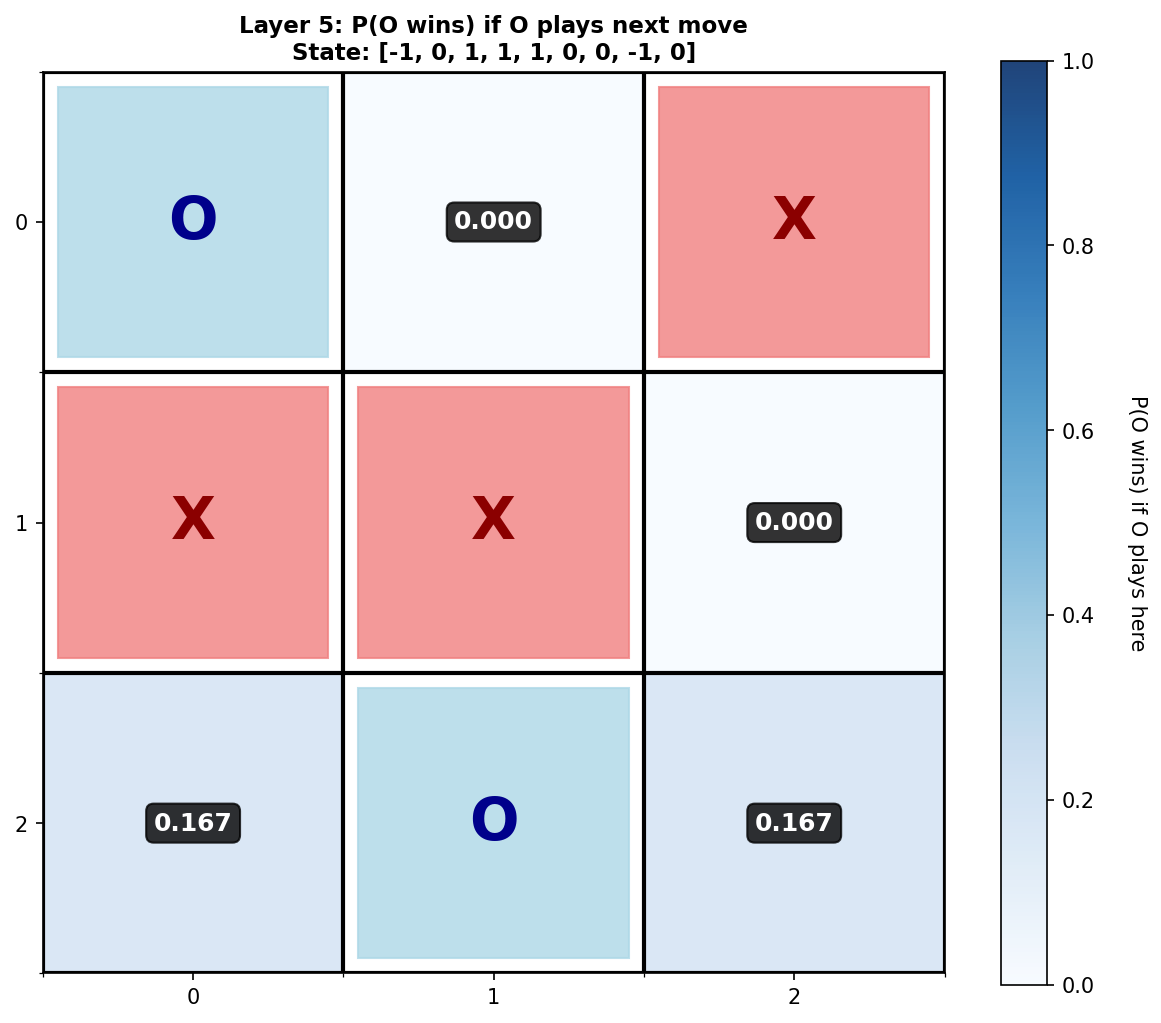 Layer 5: P(O wins) if O plays next move
State: [-1, 0, 1, 1, 1, 0, 0, -1, 0]
0
O
0.000
X
1
X
X
0.000
2
0.167
O
0.167
0
1
2
1.0
0.8
0.6
0.4
0.2
0.0
P(O wins) if O plays here